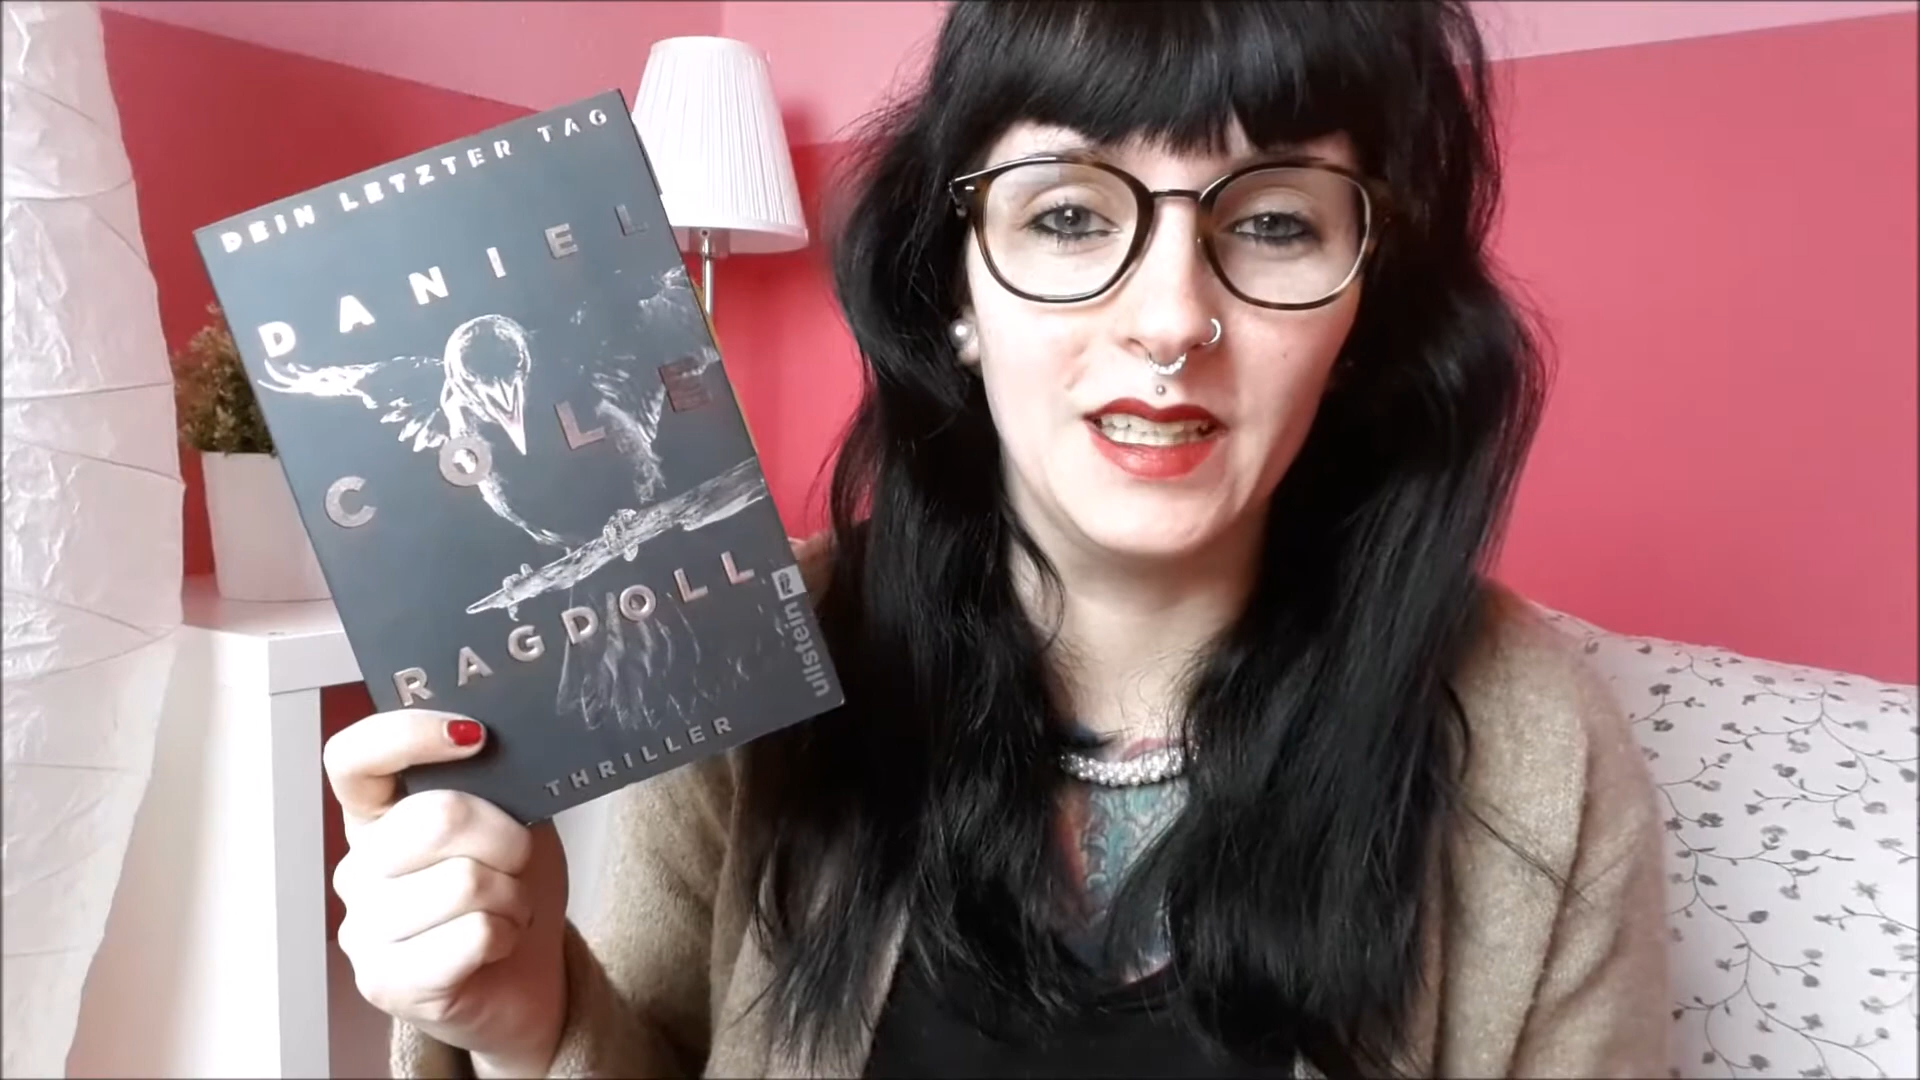 DEIN LETZTER TAG
DANIEL
COLE
RAGDOLL
ullstein
THRILLER